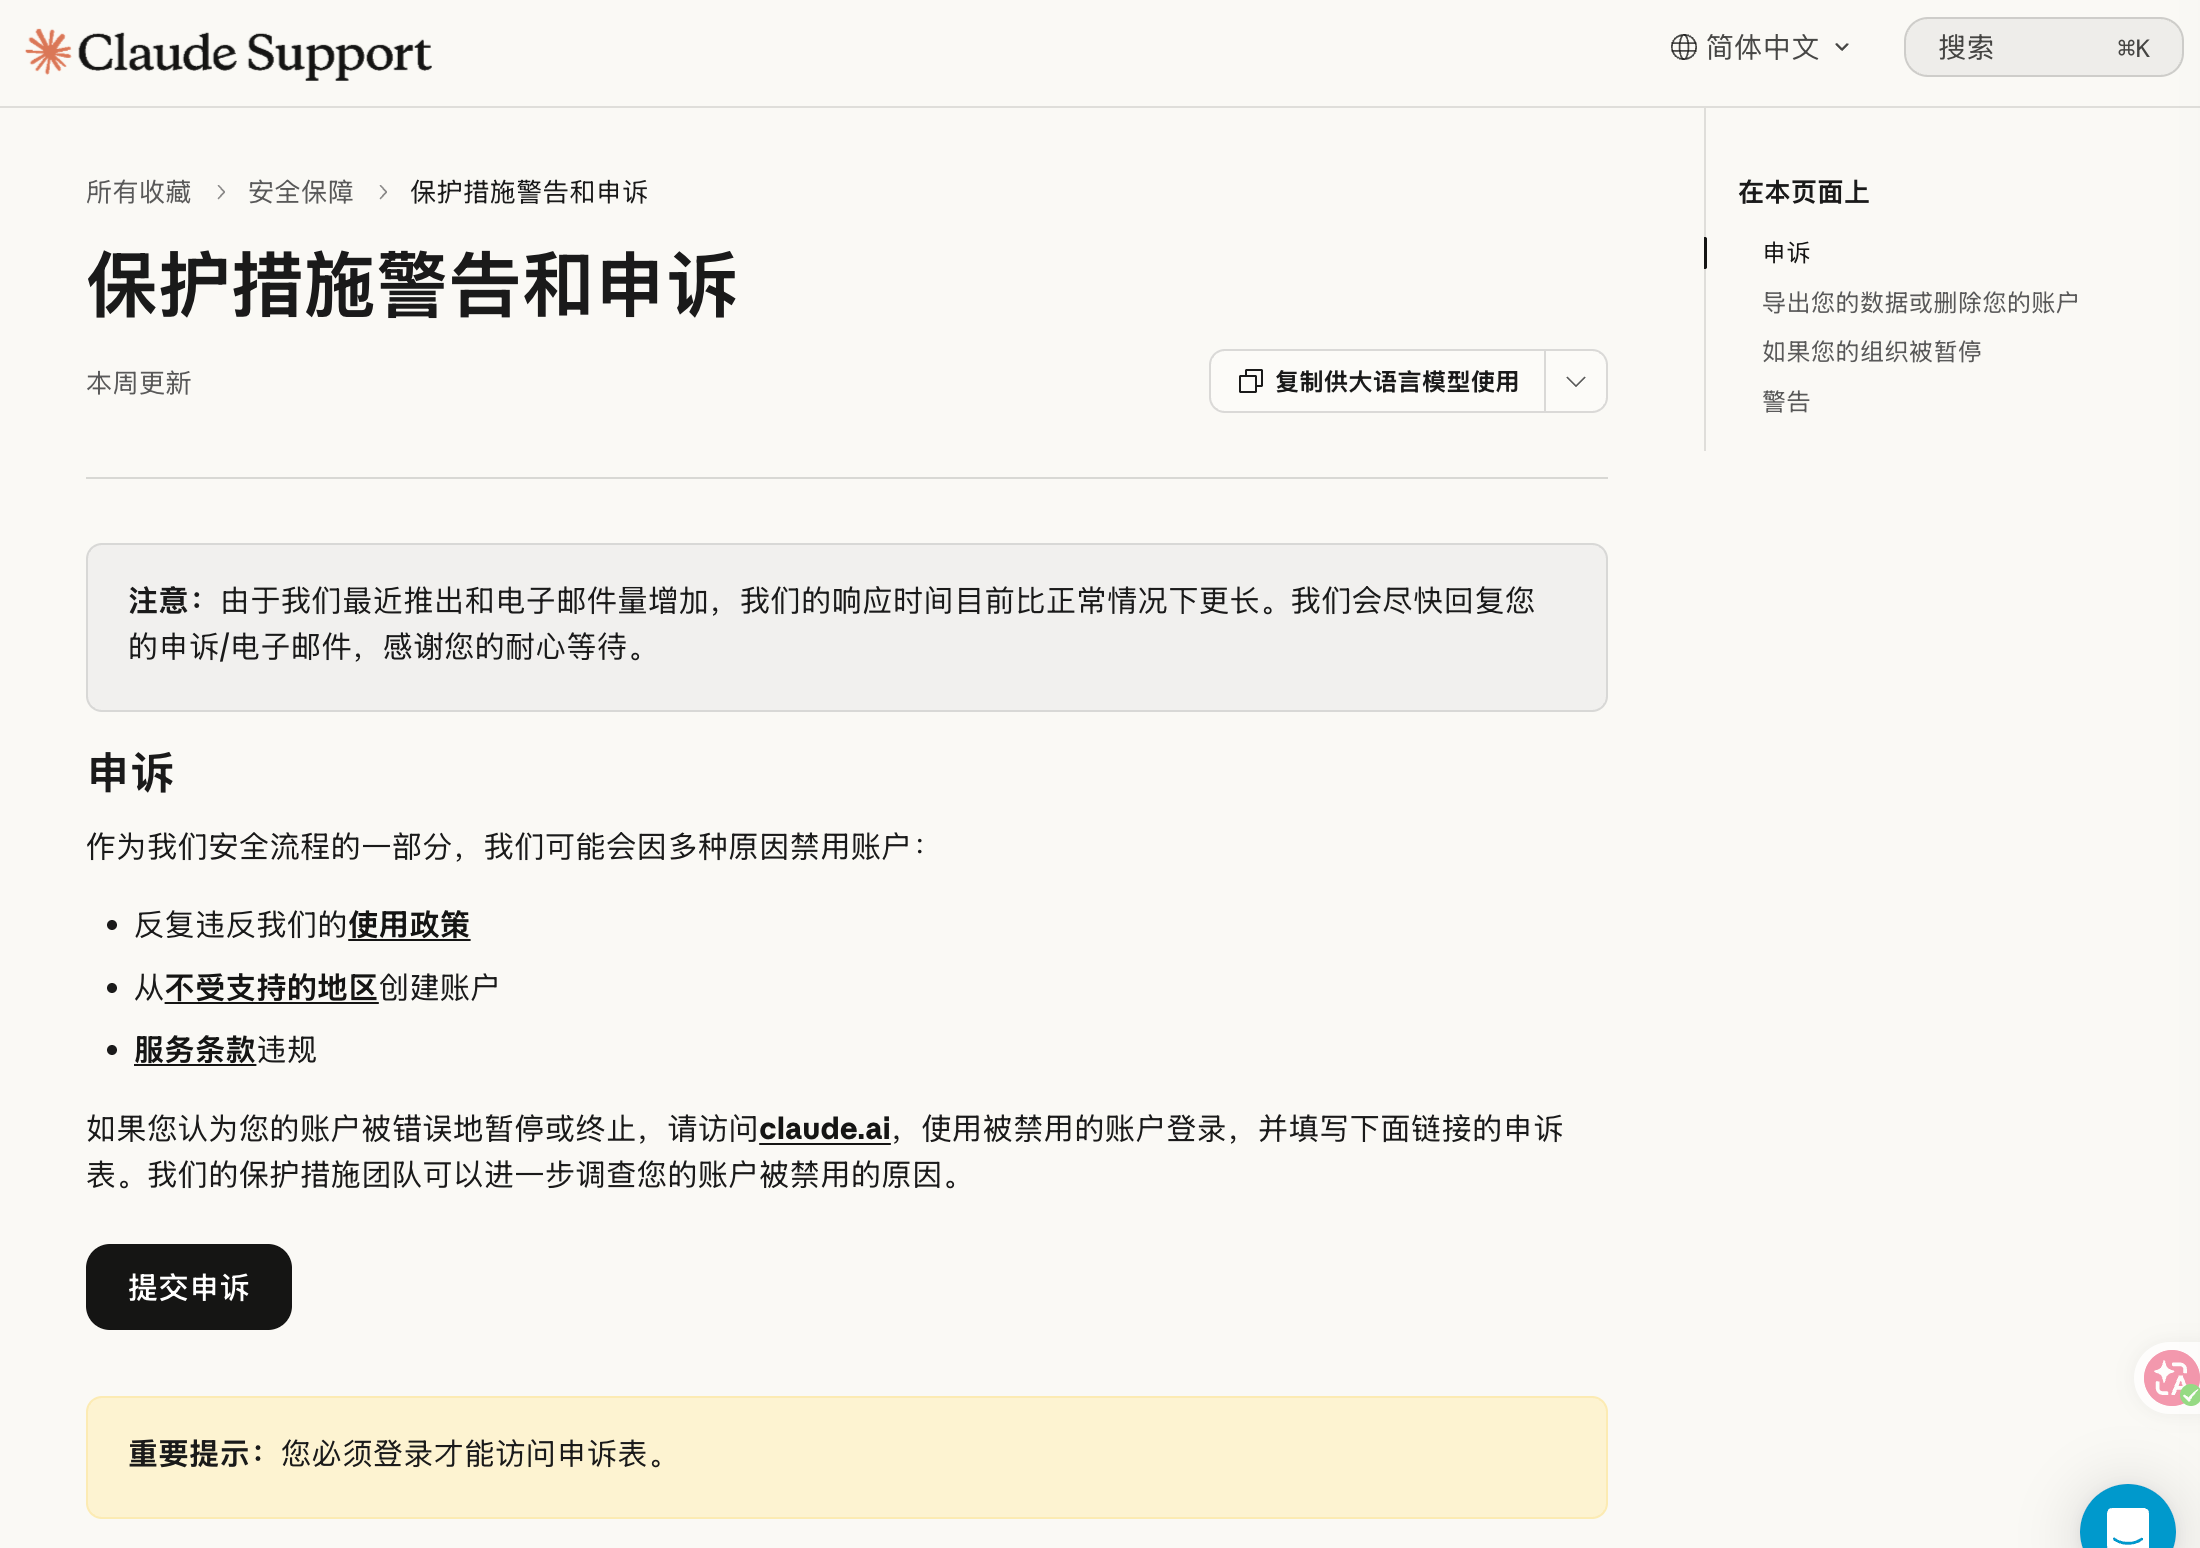 Claude Support
简体中文
搜索
⌘K
所有收藏 > 安全保障 > 保护措施警告和申诉
保护措施警告和申诉
本周更新
复制供大语言模型使用
在本页面上
申诉
导出您的数据或删除您的账户
如果您的组织被暂停
警告
注意：由于我们最近推出和电子邮件量增加，我们的响应时间目前比正常情况下更长。我们会尽快回复您
的申诉/电子邮件，感谢您的耐心等待。
申诉
作为我们安全流程的一部分，我们可能会因多种原因禁用账户：
• 反复违反我们的使用政策
• 从不受支持的地区创建账户
• 服务条款违规
如果您认为您的账户被错误地暂停或终止，请访问claude.ai，使用被禁用的账户登录，并填写下面链接的申诉
表。我们的保护措施团队可以进一步调查您的账户被禁用的原因。
提交申诉
重要提示：您必须登录才能访问申诉表。